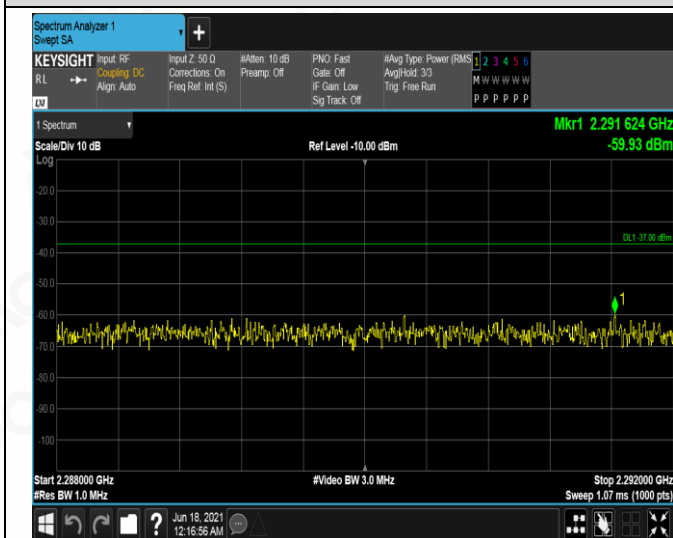 Spectrum Analyzer 1
Swept SA
+
KEYSIGHT Input: RF Input Z: 50 Ω #Atten: 10 dB PNO: Fast #Avg Type: Power (RMS 1 2 3 4 5 6
RL Coupling: DC Corrections: On Preamp: Off Gate: Off Avg|Hold: 3/3 M W W W W W
Align: Auto Freq Ref: Int (S) IF Gain: Low Trig: Free Run
Sig Track: Off P P P P P P
LXI
1 Spectrum Mkr1 2.291 624 GHz
Scale/Div 10 dB Ref Level -10.00 dBm -59.93 dBm
Log
-20.0
-30.0
DL1 -37.00 dBm
-40.0
-50.0
-60.0
1
-70.0
-80.0
-90.0
-100
Start 2.288000 GHz #Video BW 3.0 MHz Stop 2.292000 GHz
#Res BW 1.0 MHz Sweep 1.07 ms (1000 pts)
? Jun 18, 2021
12:16:56 AM